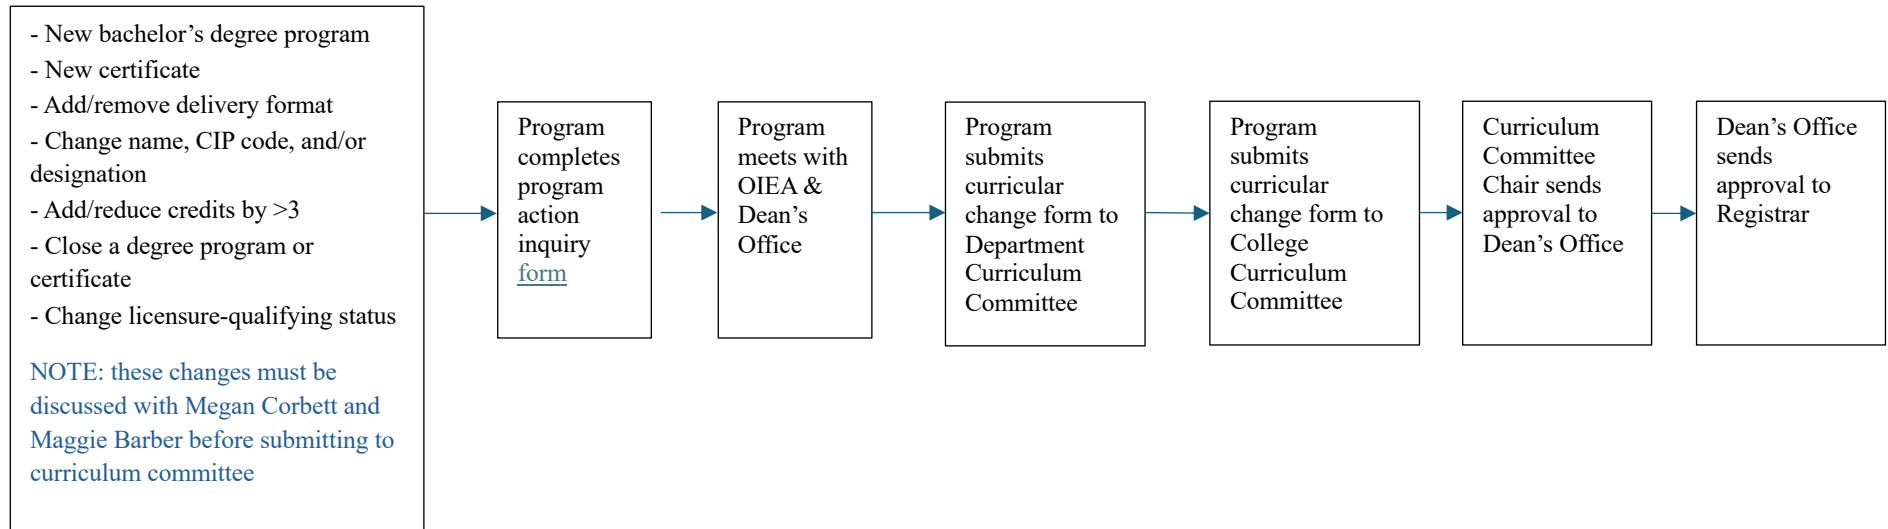 - New bachelor’s degree program
- New certificate
- Add/remove delivery format
- Change name, CIP code, and/or
designation
- Add/reduce credits by >3
- Close a degree program or
certificate
- Change licensure-qualifying status
NOTE: these changes must be
discussed with Megan Corbett and
Maggie Barber before submitting to
curriculum committee
Program
completes
program
action
inquiry
form
Program
meets with
OIEA &
Dean’s
Office
Program
submits
curricular
change form to
Department
Curriculum
Committee
Program
submits
curricular
change form to
College
Curriculum
Committee
Curriculum
Committee
Chair sends
approval to
Dean’s Office
Dean’s Office
sends
approval to
Registrar